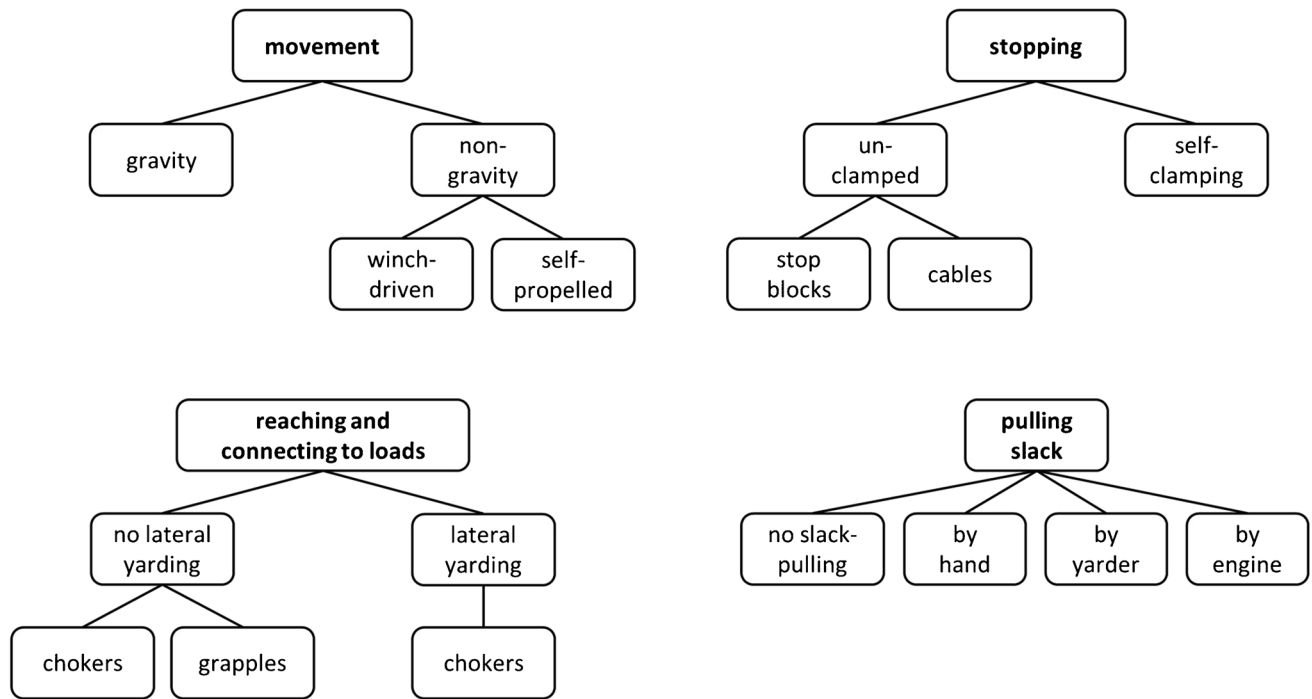 movement
gravity
non-
gravity
winch-
driven
self-
propelled
stopping
un-
clamped
self-
clamping
stop
blocks
cables
reaching and
connecting to loads
no lateral
yarding
lateral
yarding
chokers
grapples
chokers
pulling
slack
no slack-
pulling
by
hand
by
yarder
by
engine